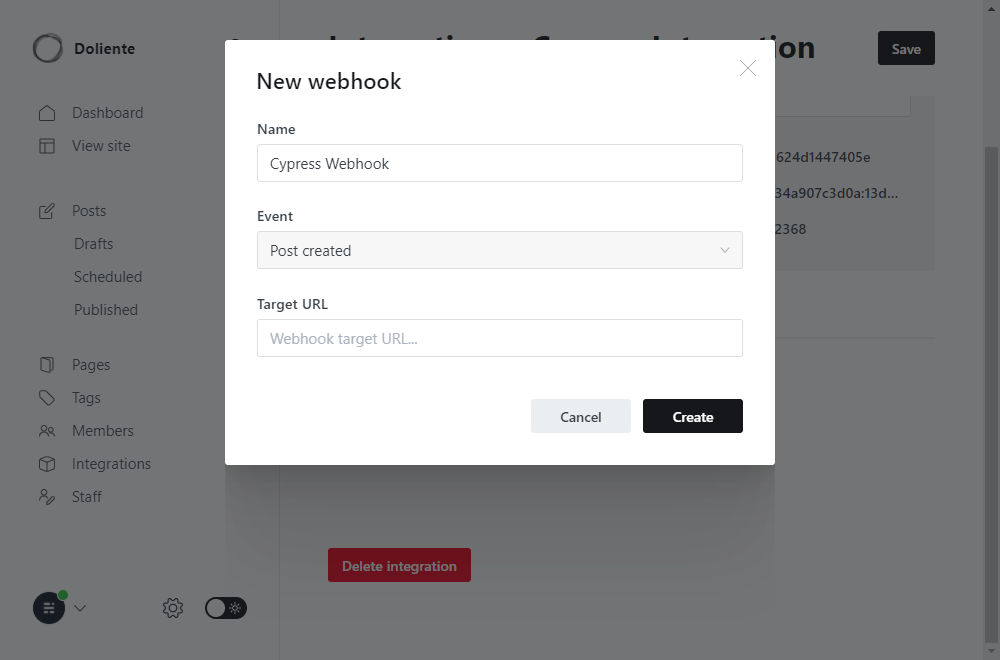 Doliente
Save
Dashboard
View site
Posts
Drafts
Scheduled
Published
Pages
Tags
Members
Integrations
Staff
New webhook
Name
Cypress Webhook
Event
Post created
Target URL
Webhook target URL...
Cancel
Create
624d1447405e
34a907c3d0a:13d...
2368
Delete integration